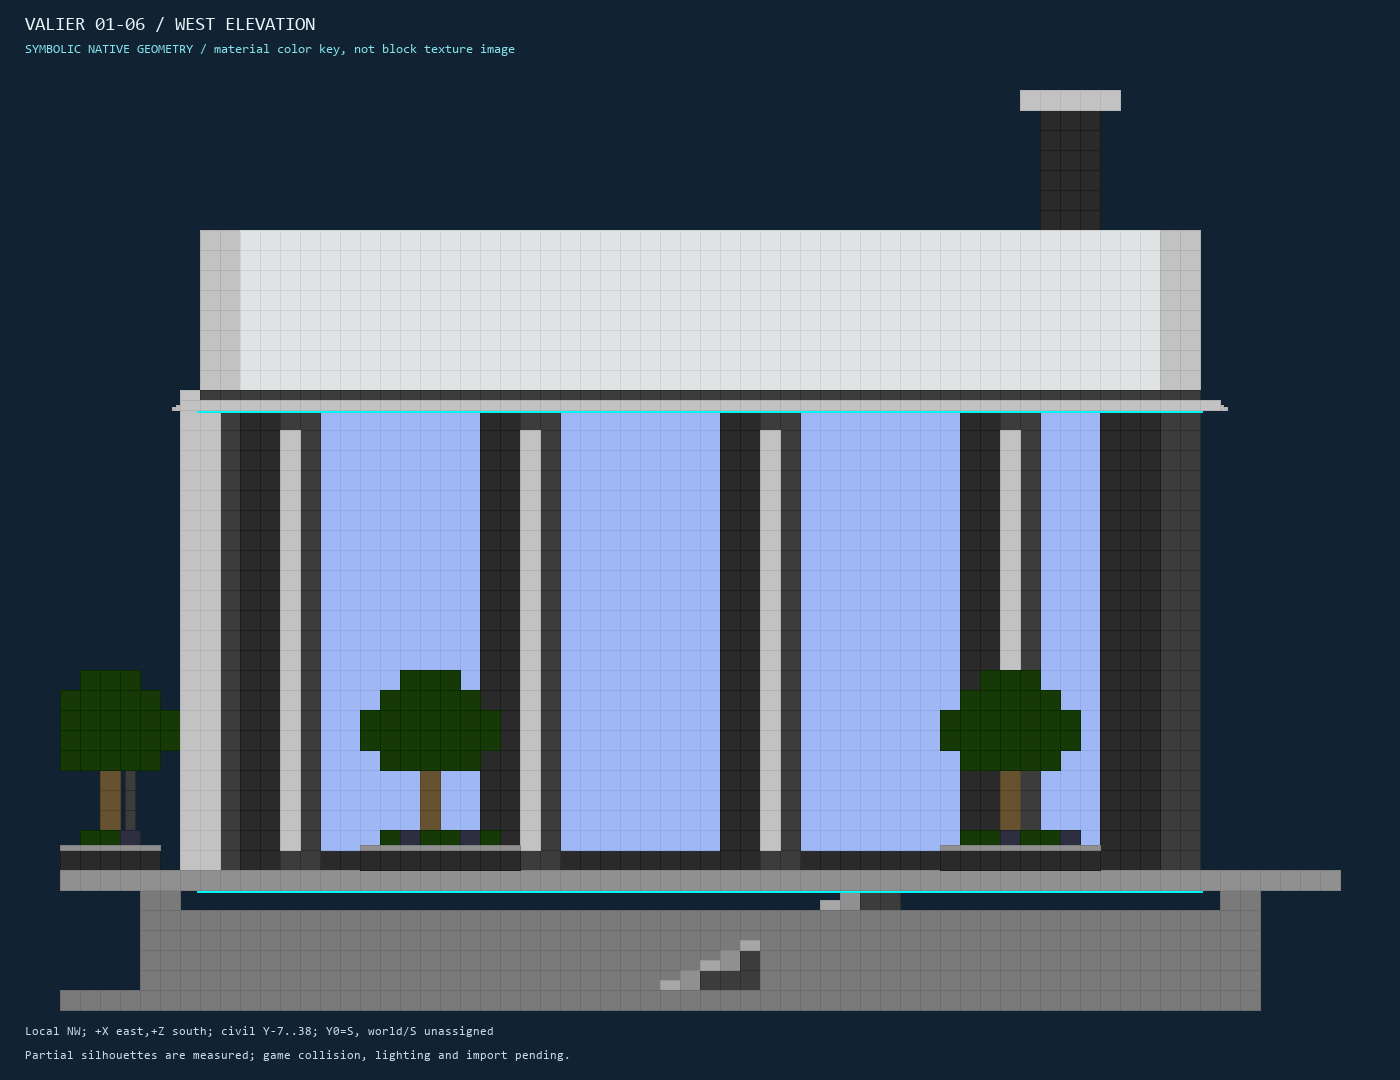 VALIER 01-06 / WEST ELEVATION
SYMBOLIC NATIVE GEOMETRY / material color key, not block texture image
Local NW; +X east,+Z south; civil Y-7..38; Y0=S, world/S unassigned
Partial silhouettes are measured; game collision, lighting and import pending.